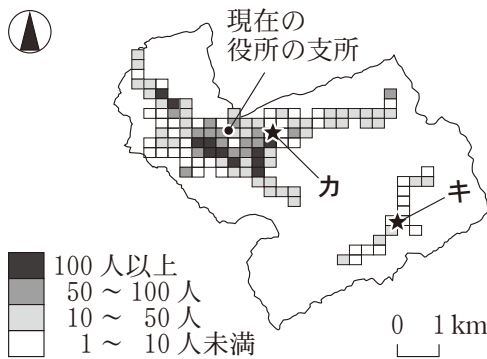 現在の
役所の支所
カ
キ
100 人以上
50 ～ 100 人
10 ～ 50 人
1 ～ 10 人未満
0 1 km